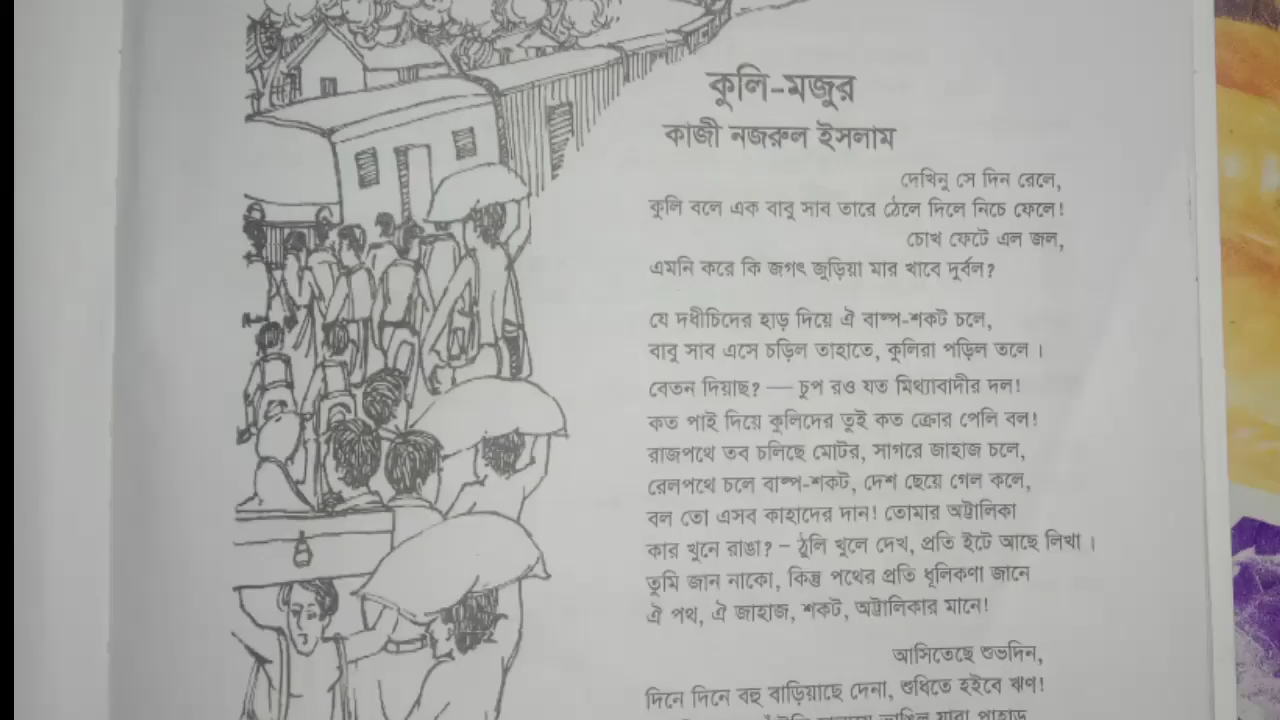 কুলি-মজুর
কাজী নজরুল ইসলাম
দেখিনু সে দিন রেলে,
কুলি বলে এক বাবু সাব তারে ঠেলে দিলে নিচে ফেলে!
চোখ ফেটে এল জল,
এমনি করে কি জগৎ জুড়িয়া মার খাবে দুর্বল?
যে দধীচিদের হাড় দিয়ে ঐ বাষ্প-শকট চলে,
বাবু সাব এসে চড়িল তাহাতে, কুলিরা পড়িল তলে।
বেতন দিয়াছ? — চুপ রও যত মিথ্যাবাদীর দল!
কত পাই দিয়ে কুলিদের তুই কত ক্রোর পেলি বল!
রাজপথে তব চলিছে মোটর, সাগরে জাহাজ চলে,
রেলপথে চলে বাষ্প-শকট, দেশ ছেয়ে গেল কলে,
বল তো এসব কাহাদের দান! তোমার অট্টালিকা
কার খুনে রাঙা? – ঠুলি খুলে দেখ, প্রতি ইটে আছে লিখা।
তুমি জান নাকো, কিন্তু পথের প্রতি ধূলিকণা জানে
ঐ পথ, ঐ জাহাজ, শকট, অট্টালিকার মানে!
আসিতেছে শুভদিন,
দিনে দিনে বহু বাড়িয়াছে দেনা, শুধিতে হইবে ঋণ!